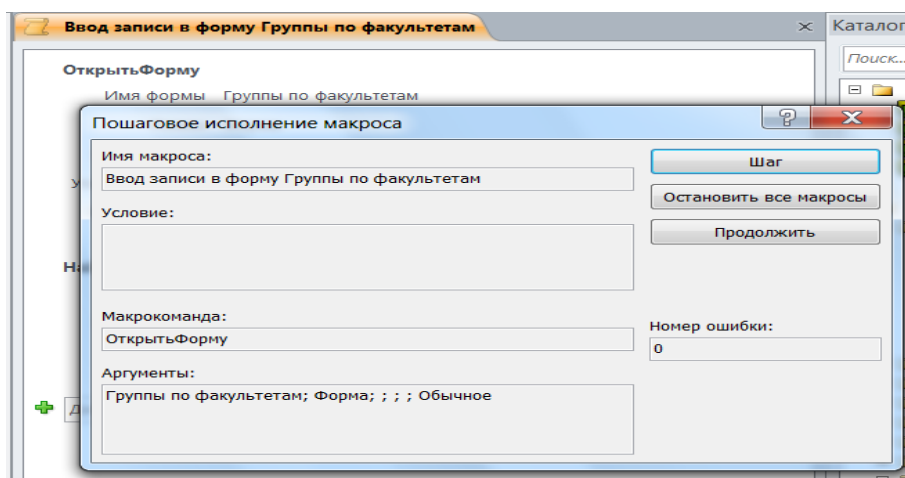 Ввод записи в форму Группы по факультетам
Каталог
ОткрытьФорму
Поиск...
Имя формы Группы по факультетам
Пошаговое исполнение макроса
Имя макроса:
Ввод записи в форму Группы по факультетам
Шаг
Остановить все макросы
Условие:
Продолжить
Макрокоманда:
ОткрытьФорму
Номер ошибки:
0
Аргументы:
Группы по факультетам; Форма; ; ; ; Обычное